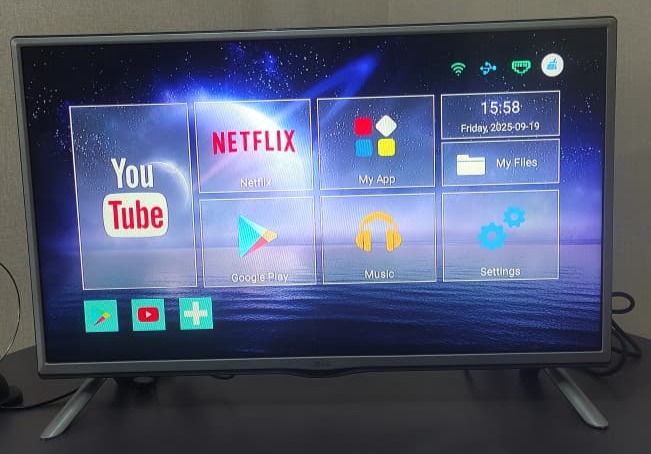 You
Tube
NETFLIX
Netflix
My App
15:58
Friday, 2025-09-19
My Files
Google Play
Music
Settings